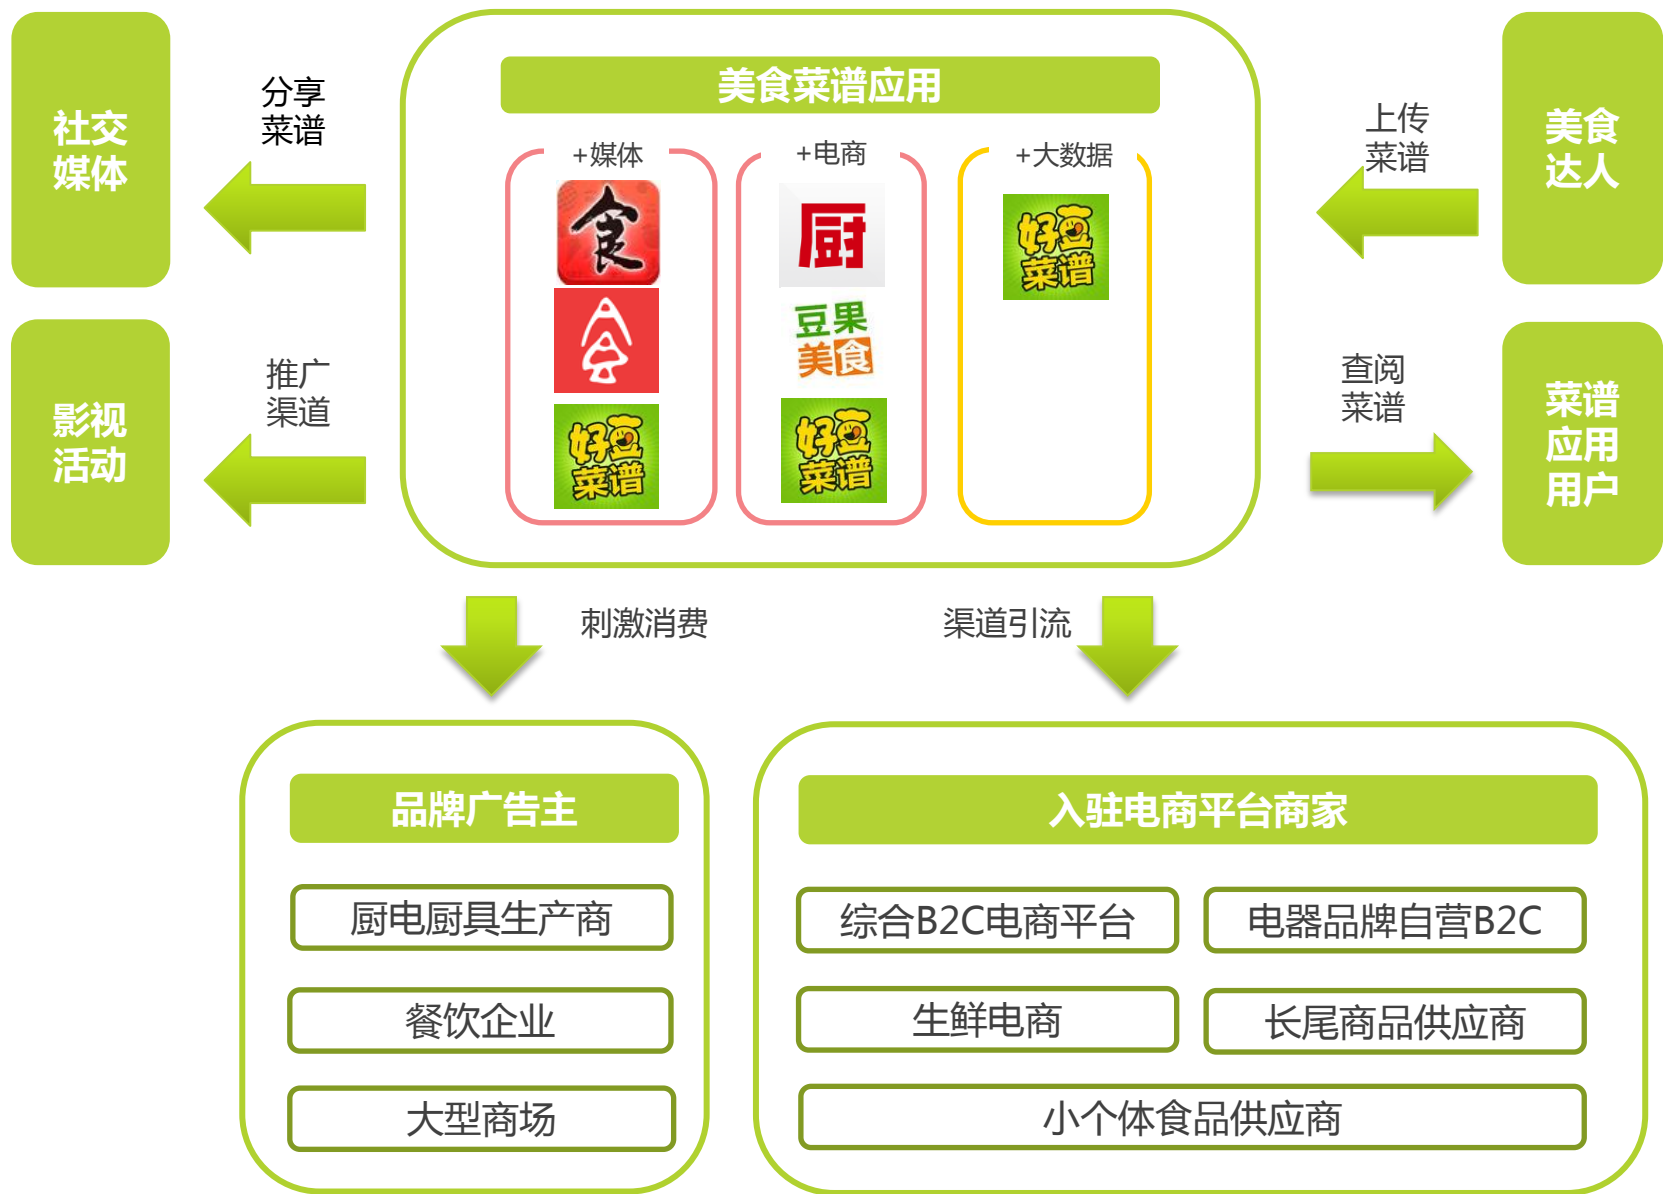 社交
媒体
分享
菜谱
美食菜谱应用
+媒体
+电商
+大数据
食
厨
豆果
美食
好豆
菜谱
好豆
菜谱
好豆
菜谱
上传
菜谱
美食
达人
影视
活动
推广
渠道
查阅
菜谱
菜谱
应用
用户
刺激消费
渠道引流
品牌广告主
厨电厨具生产商
餐饮企业
大型商场
入驻电商平台商家
综合B2C电商平台
电器品牌自营B2C
生鲜电商
长尾商品供应商
小个体食品供应商